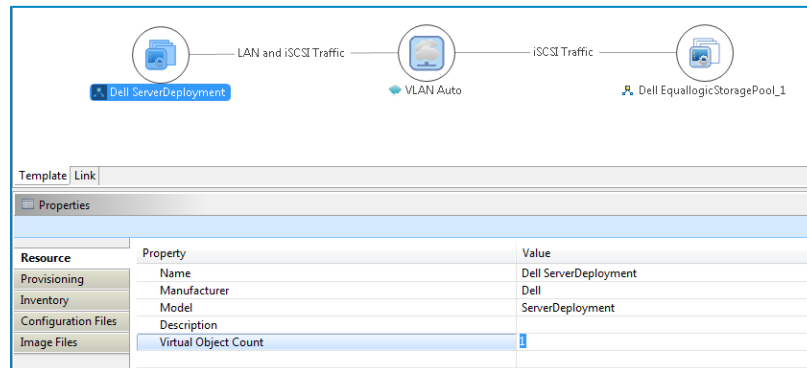 LAN and iSCSI Traffic
iSCSI Traffic
Dell ServerDeployment
VLAN Auto
Dell EquallogicStoragePool_1
Template Link
Properties
Resource
Provisioning
Inventory
Configuration Files
Image Files
Property Value
Name Dell ServerDeployment
Manufacturer Dell
Model ServerDeployment
Description
Virtual Object Count 1